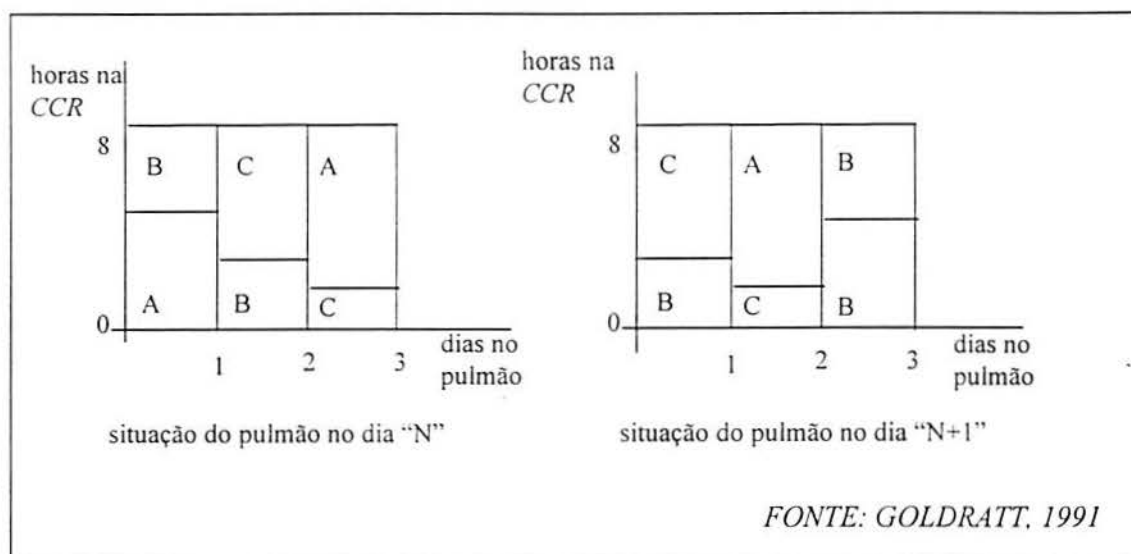 horas na
CCR
8
B C A
A B C
0
1 2 3
dias no
pulmão
situação do pulmão no dia “N”
horas na
CCR
8
C A B
B C B
0
1 2 3
dias no
pulmão
situação do pulmão no dia “N+1”
FONTE: GOLDRATT, 1991